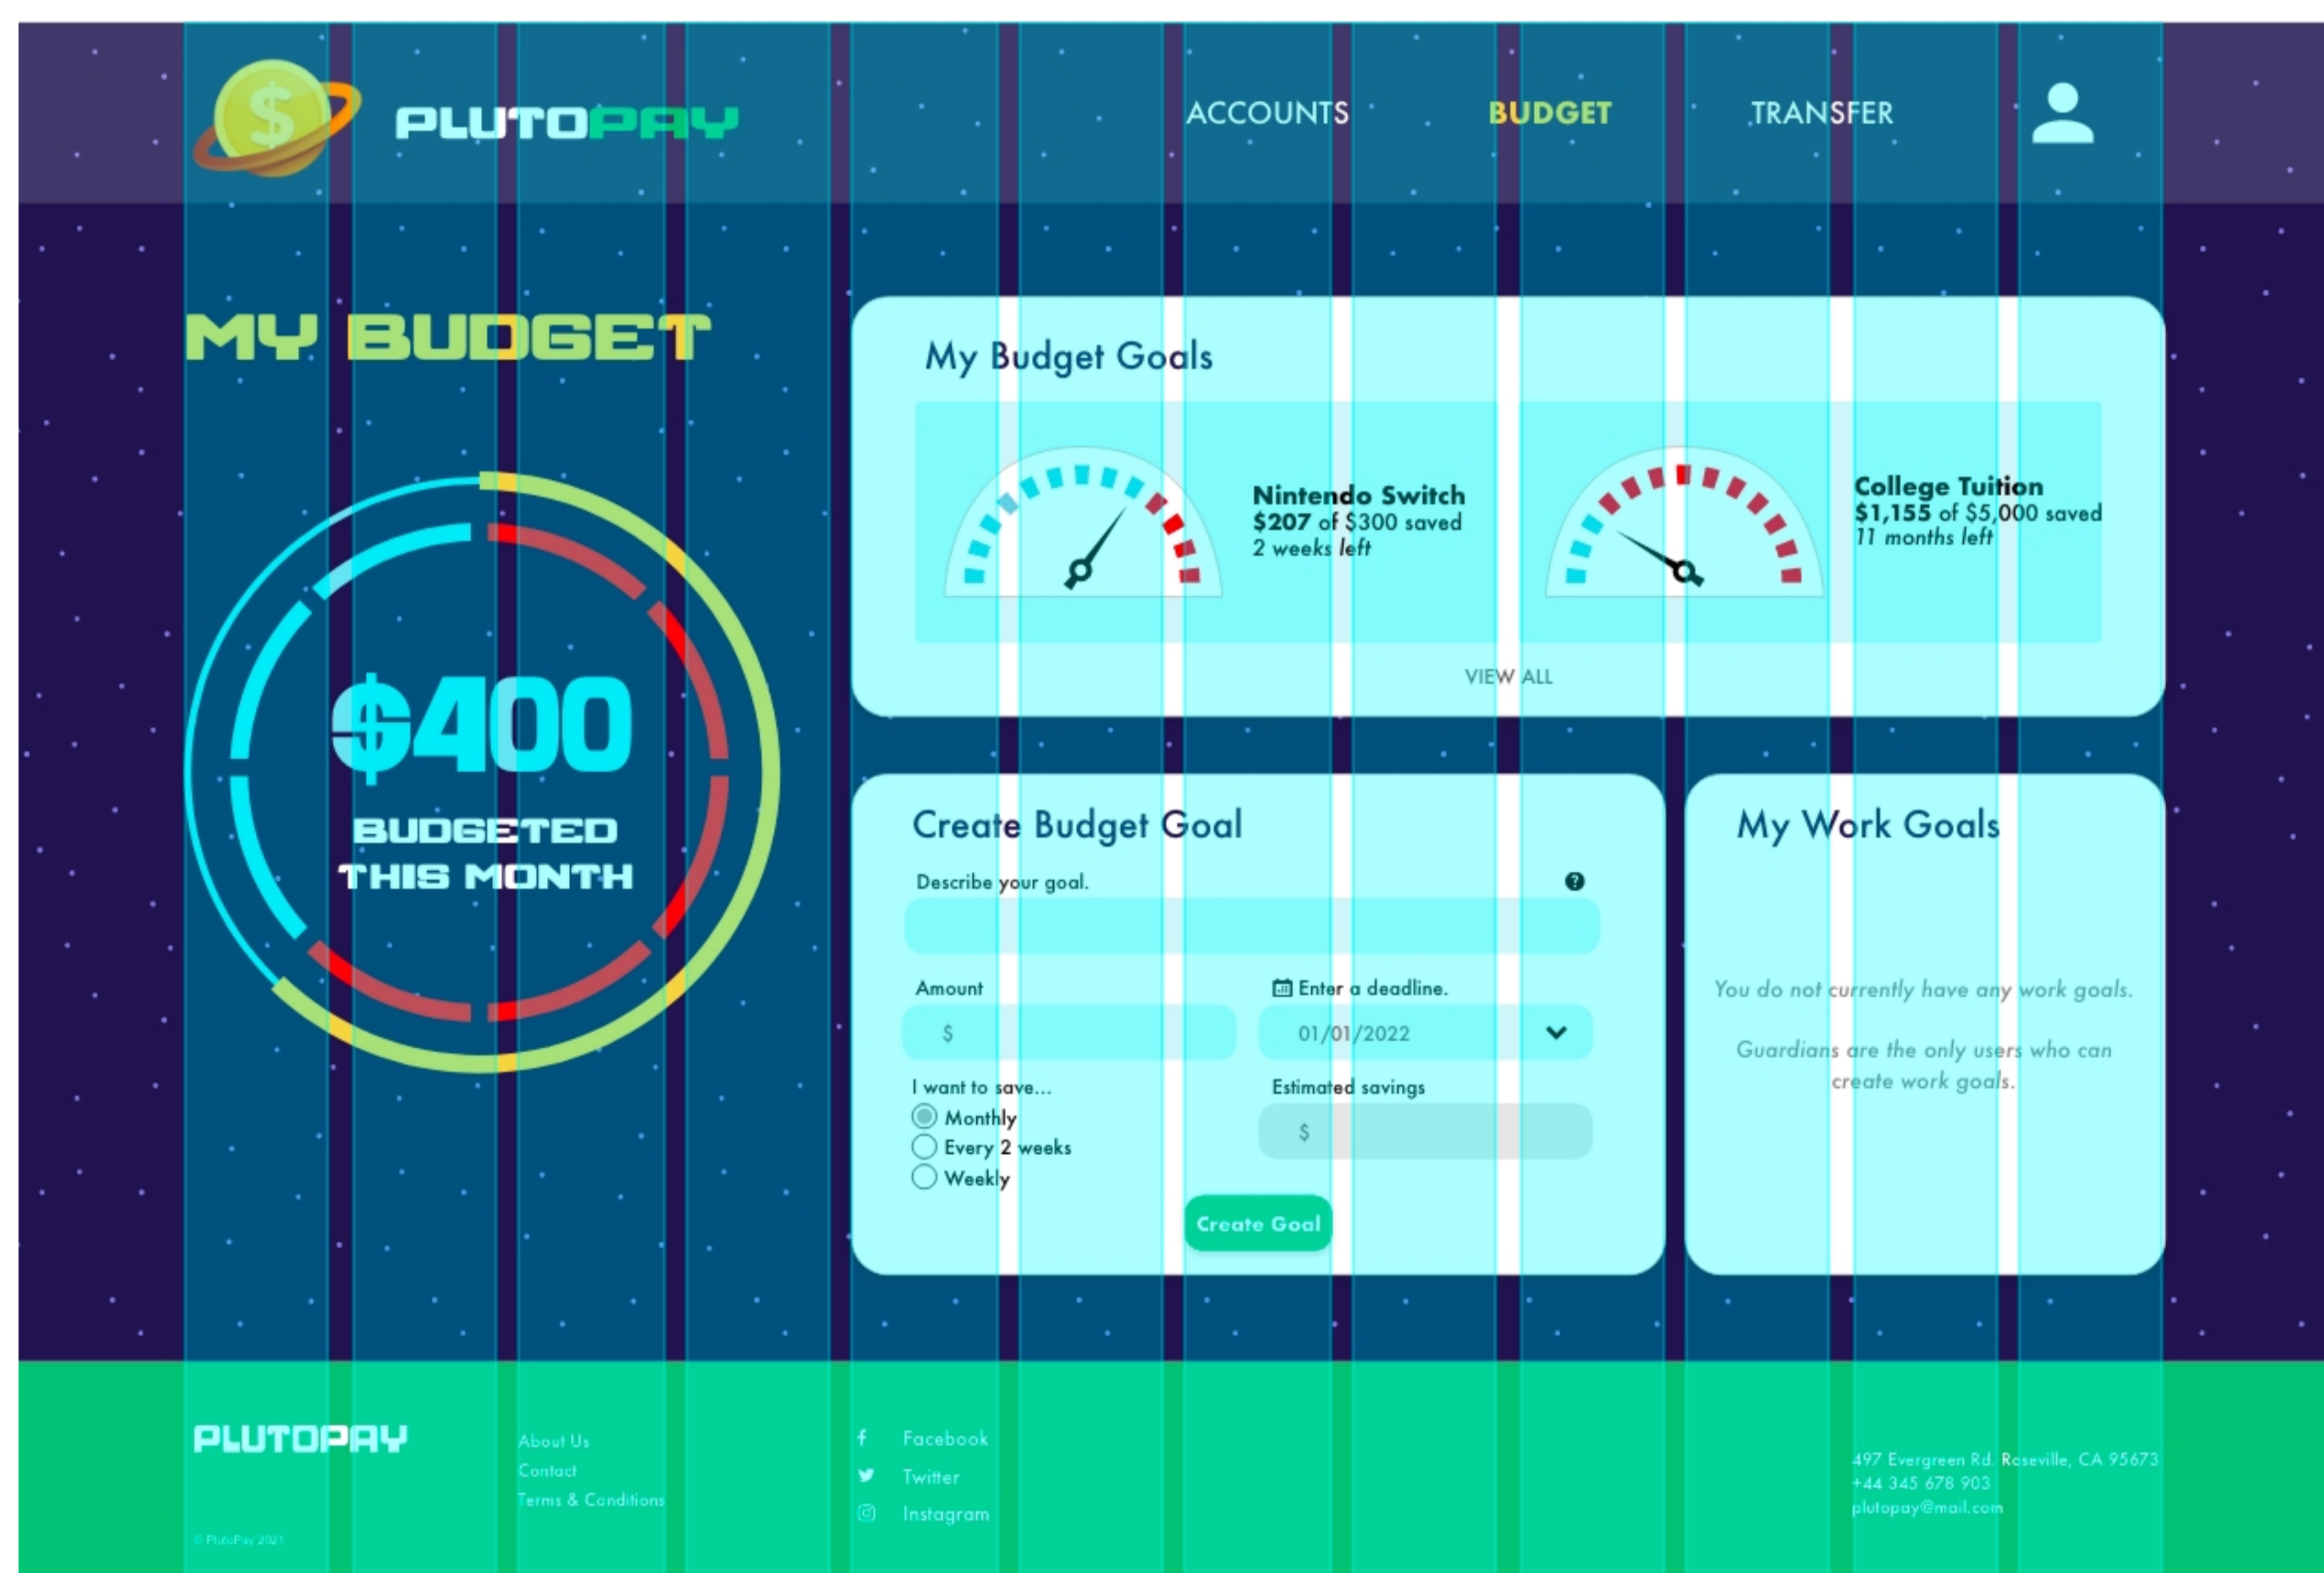 PLUTOPAY
ACCOUNTS
BUDGET
TRANSFER
MY BUDGET
$400
BUDGETED
THIS MONTH
My Budget Goals
Nintendo Switch
$207 of $300 saved
2 weeks left
College Tuition
$1,155 of $5,000 saved
11 months left
VIEW ALL
Create Budget Goal
Describe your goal.
?
Amount
$
Enter a deadline.
01/01/2022
I want to save...
Monthly
Every 2 weeks
Weekly
Estimated savings
$
Create Goal
My Work Goals
You do not currently have any work goals.
Guardians are the only users who can
create work goals.
PLUTOPAY
© PlutoPay 2021
About Us
Contact
Terms & Conditions
Facebook
Twitter
Instagram
497 Evergreen Rd. Roseville, CA 95673
+44 345 678 903
plutopay@mail.com